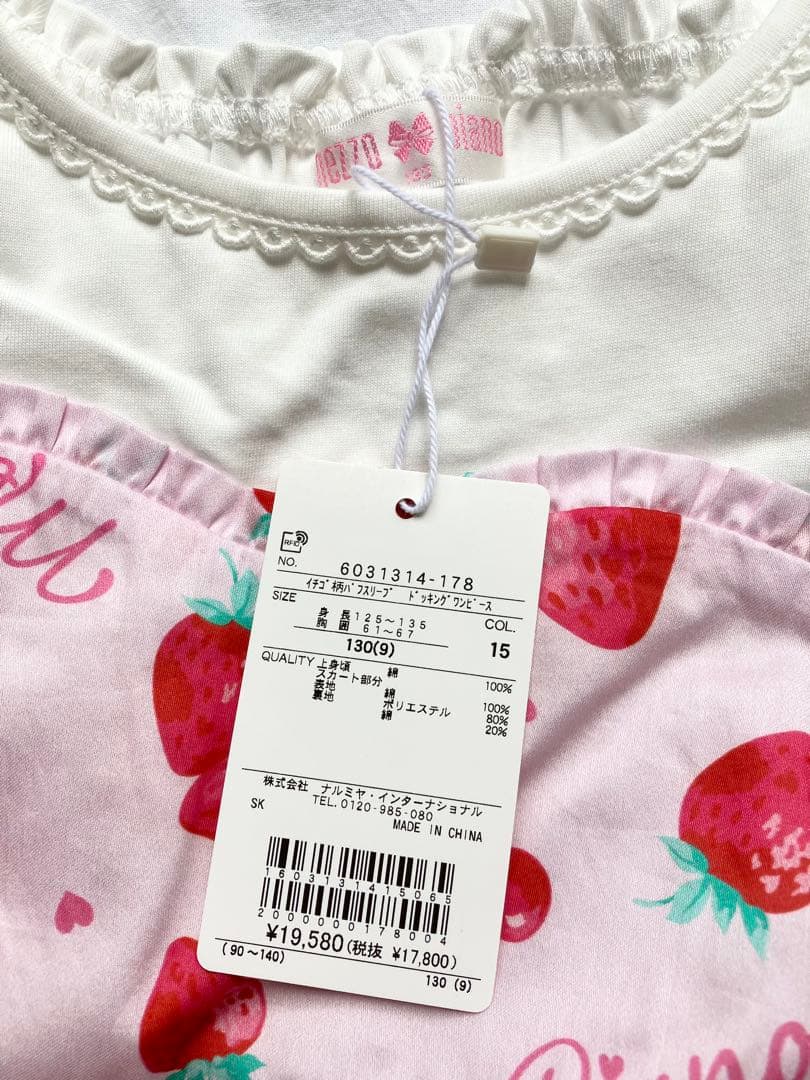 mezzo piano
RFID
NO. 6031314-178
イチゴ柄パフスリーブ ドッキングワンピース
SIZE
身 長 125～135
胸 囲 61～67
130(9)
COL.
15
QUALITY 上身頃 綿 100%
スカート部分
表地 綿 100%
裏地 ポリエステル 80%
綿 20%
株式会社 ナルミヤ・インターナショナル
TEL.0120-985-080
SK MADE IN CHINA
1603131415065
2000000178004
¥19,580(税抜 ¥17,800)
(90～140)
130 (9)
Piano